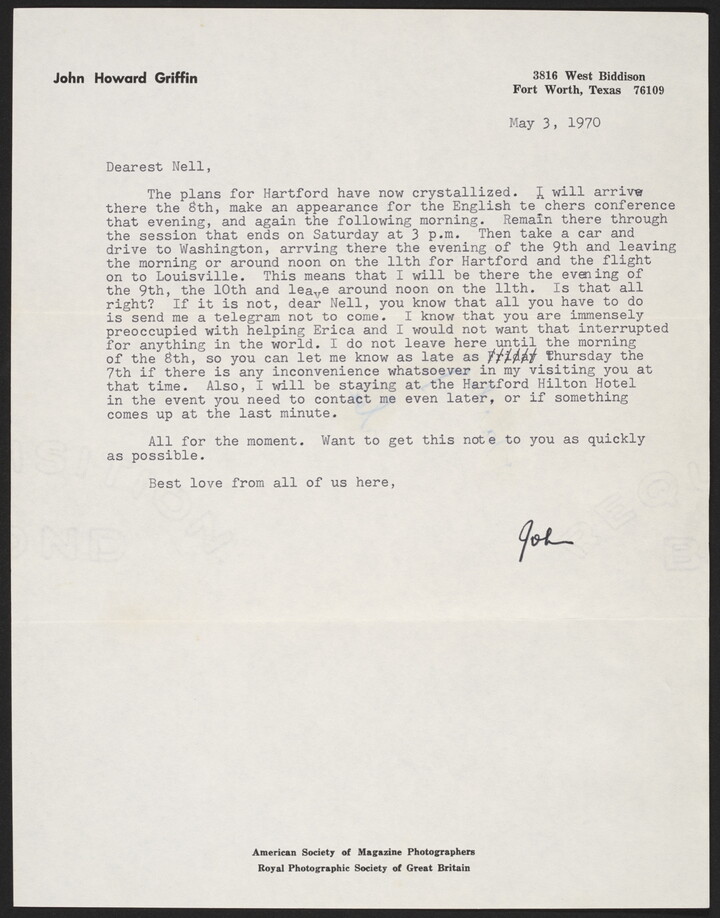 John Howard Griffin
3816 West Biddison
Fort Worth, Texas 76109
May 3, 1970
Dearest Nell,
The plans for Hartford have now crystallized. I will arrive
there the 8th, make an appearance for the English te chers conference
that evening, and again the following morning. Remain there through
the session that ends on Saturday at 3 p.m. Then take a car and
drive to Washington, arrving there the evening of the 9th and leaving
the morning or around noon on the 11th for Hartford and the flight
on to Louisville. This means that I will be there the evening of
the 9th, the 10th and leave around noon on the 11th. Is that all
right? If it is not, dear Nell, you know that all you have to do
is send me a telegram not to come. I know that you are immensely
preoccupied with helping Erica and I would not want that interrupted
for anything in the world. I do not leave here until the morning
of the 8th, so you can let me know as late as Thursday the
7th if there is any inconvenience whatsoever in my visiting you at
that time. Also, I will be staying at the Hartford Hilton Hotel
in the event you need to contact me even later, or if something
comes up at the last minute.
All for the moment. Want to get this note to you as quickly
as possible.
Best love from all of us here,
John
American Society of Magazine Photographers
Royal Photographic Society of Great Britain